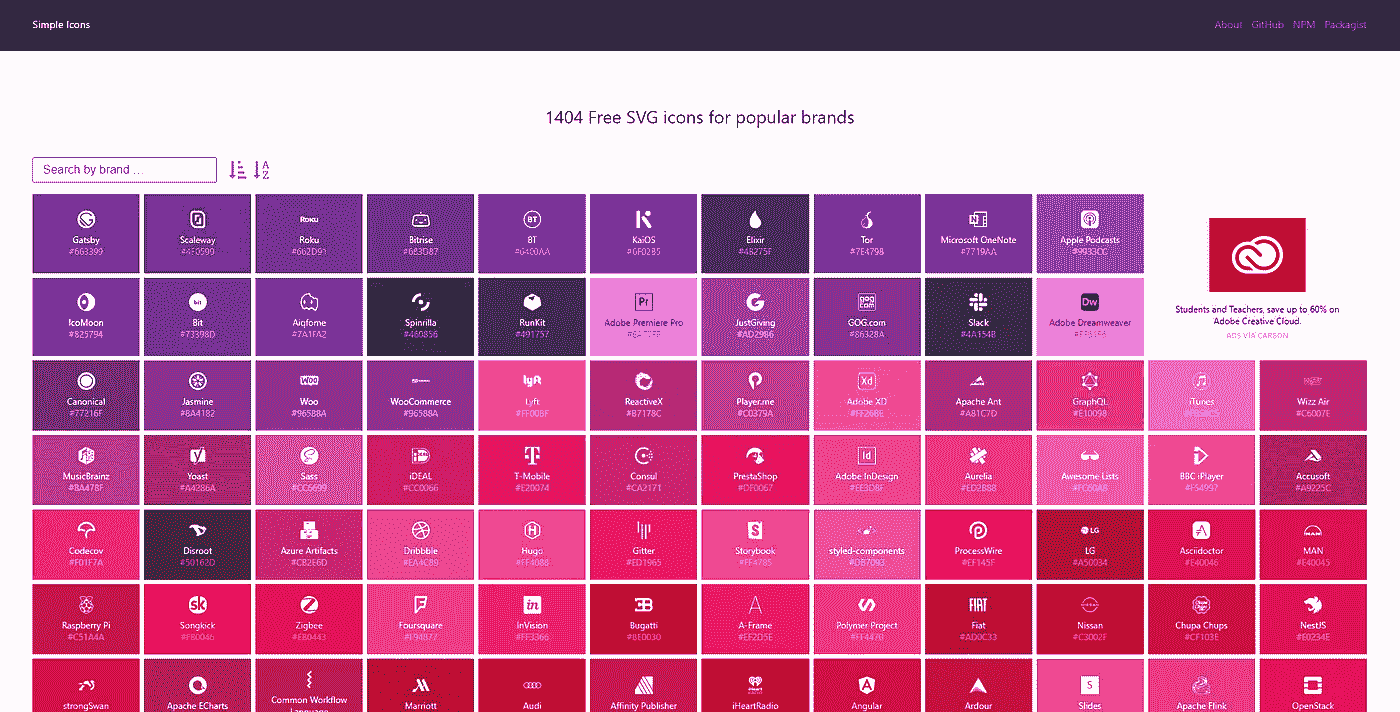 Simple Icons
About GitHub NPM Packagist
1404 Free SVG icons for popular brands
Search by brand ...
Gatsby Scaleway Roku Bitrise BT KaiOS Elixir Tor Microsoft OneNote Apple Podcasts
#663399 #4F0599 #662D91 #683D87 #6400AA #6F0285 #4B275F #7E4798 #7719AA #9933CC
IcoMoon Bit Aiqfome Spinrilla RunKit Adobe Premiere Pro JustGiving GOG.com Slack Adobe Dreamweaver
#825794 #73398D #7A1FA2 #460856 #491757 #AD29B6 #86328A #4A154B
Students and Teachers, save up to 60% on
Adobe Creative Cloud.
ADS VIA CARBON
Canonical Jasmine Woo WooCommerce Lyft ReactiveX Player.me Adobe XD Apache Ant GraphQL iTunes Wizz Air
#77216F #8A4182 #96588A #96588A #FF00BF #B7178C #C0379A #FF26BE #A81C7D #E10098 #C6007E
MusicBrainz Yoast Sass iDEAL T-Mobile Consul PrestaShop Adobe InDesign Aurelia Awesome Lists BBC iPlayer Accusoft
#BA478F #A4286A #CC6699 #CC0066 #E20074 #CA2171 #DF0067 #EE3DBF #ED2B88 #FC60A8 #F54997 #A9225C
Codecov Disroot Azure Artifacts Dribbble Hugo Gitter Storybook styled-components ProcessWire LG Asciidoctor MAN
#F01F7A #50162D #CB2E6D #EA4C89 #FF4088 #ED1965 #FF4785 #DB7093 #EF145F #A50034 #E40046 #E40045
Raspberry Pi Songkick Zigbee Foursquare InVision Bugatti A-Frame Polymer Project Fiat Nissan Chupa Chups NestJS
#C51A4A #F80046 #EB0443 #F94877 #FF3366 #BE0030 #EF2D5E #FF4470 #AD0C33 #C3002F #CF103E #E0234E
strongSwan Apache ECharts Common Workflow Language Marriott Audi Affinity Publisher iHeartRadio Angular Ardour Slides Apache Flink OpenStack